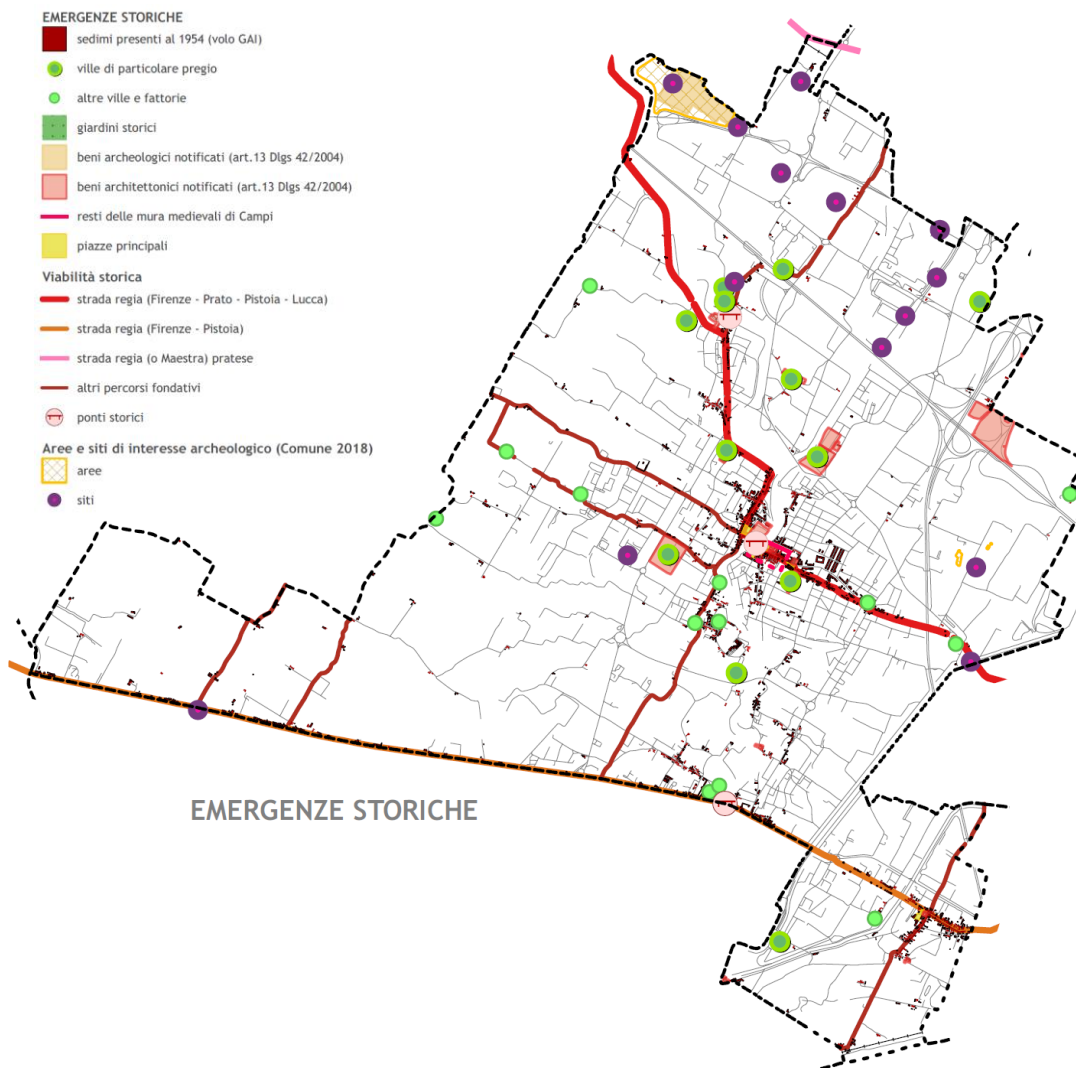 EMERGENZE STORICHE
sedimi presenti al 1954 (volo GAI)
ville di particolare pregio
altre ville e fattorie
giardini storici
beni archeologici notificati (art.13 Dlgs 42/2004)
beni architettonici notificati (art.13 Dlgs 42/2004)
resti delle mura medievali di Campi
piazze principali
Viabilità storica
strada regia (Firenze - Prato - Pistoia - Lucca)
strada regia (Firenze - Pistoia)
strada regia (o Maestra) pratese
altri percorsi fondativi
ponti storici
Aree e siti di interesse archeologico (Comune 2018)
aree
siti
EMERGENZE STORICHE